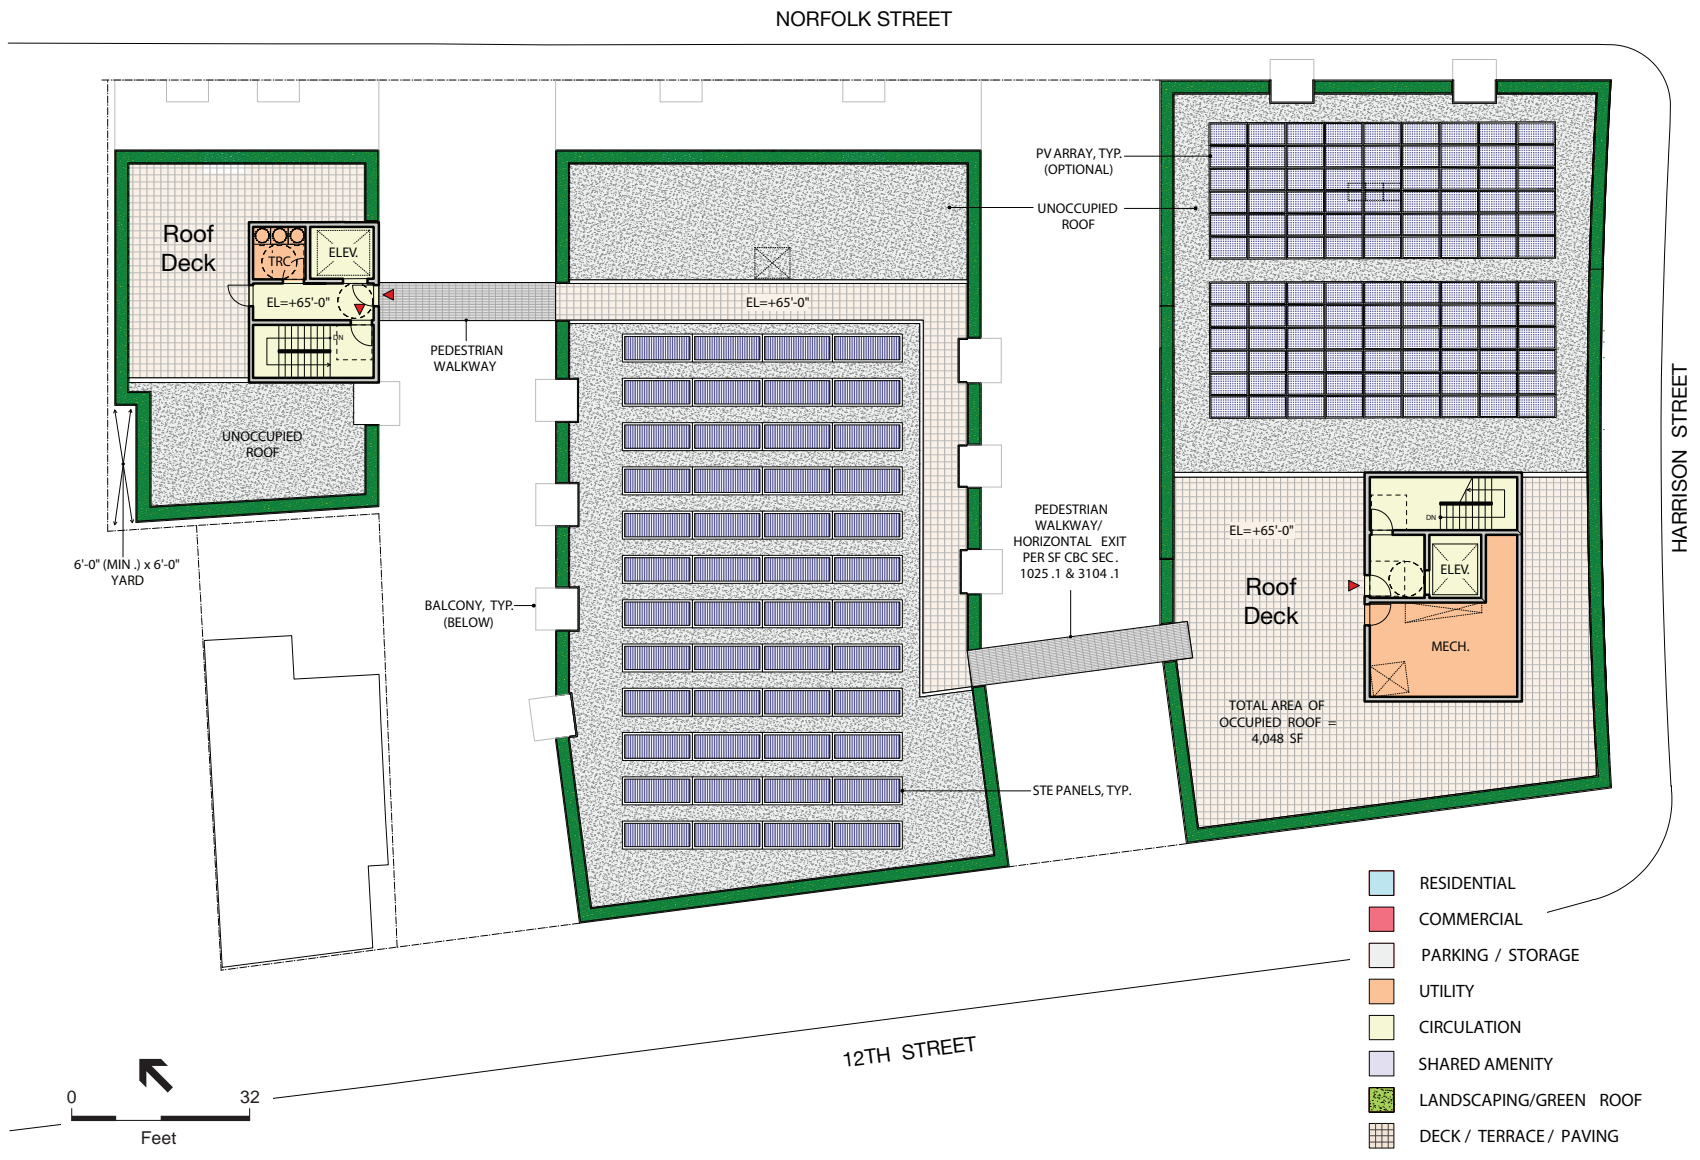 NORFOLK STREET
PV ARRAY, TYP.
(OPTIONAL)
UNOCCUPIED
ROOF
Roof
Deck
TRC
ELEV.
EL=+65'-0"
DN
PEDESTRIAN
WALKWAY
EL=+65'-0"
UNOCCUPIED
ROOF
6'-0" (MIN .) x 6'-0"
YARD
BALCONY, TYP.
(BELOW)
PEDESTRIAN
WALKWAY/
HORIZONTAL EXIT
PER SF CBC SEC.
1025 .1 & 3104 .1
STE PANELS, TYP.
EL=+65'-0"
Roof
Deck
DN
ELEV.
MECH.
TOTAL AREA OF
OCCUPIED ROOF =
4,048 SF
HARRISON STREET
12TH STREET
0 32
Feet
RESIDENTIAL
COMMERCIAL
PARKING / STORAGE
UTILITY
CIRCULATION
SHARED AMENITY
LANDSCAPING/GREEN ROOF
DECK / TERRACE / PAVING